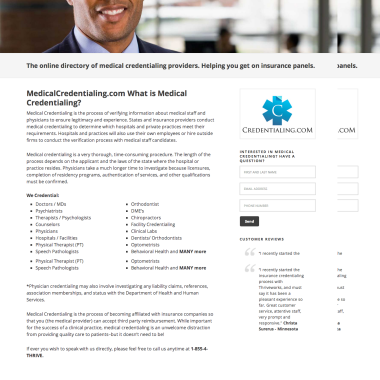 The online directory of medical credentialing providers. Helping you get on insurance panels.
panels.
MedicalCredentialing.com What is Medical
Credentialing?
Medical Credentialing is the process of verifying information about medical staff and
physicians to ensure legitimacy and experience. States and insurance providers conduct
medical credentialing to determine which hospitals and private practices meet their
requirements. Hospitals and practices will also use their own employees or hire outside
firms to conduct the verification process with medical staff candidates.
Medical credentialing is a very thorough, time consuming procedure. The length of the
process depends on the applicant and the laws of the state where the hospital or
practice resides. Physicians take a much longer time to investigate because licensures,
completion of residency programs, authentication of services, and other qualifications
must be confirmed.
We Credential:
Doctors / MDs
Psychiatrists
Therapists / Psychologists
Counselors
Physicians
Hospitals / Facilities
Physical Therapist (PT)
Speech Pathologists
Physical Therapist (PT)
Speech Pathologists
Orthodontist
DME's
Chiropractors
Facility Credentialing
Clinical Labs
Dentists/ Orthodontists
Optometrists
Behavioral Health and MANY more
Optometrists
Behavioral Health and MANY more
*Physician credentialing may also involve investigating any liability claims, references,
association memberships, and status with the Department of Health and Human
Services.
Medical Credentialing is the process of becoming affiliated with insurance companies so
that you (the medical provider) can accept third party reimbursement. While important
for the success of a clinical practice, medical credentialing is an unwelcome distraction
from providing quality care to patients–but it doesn't need to be!
If ever you wish to speak with us directly, please feel free to call us anytime at 1-855-4-
THRIVE.
CREDENTIALING.COM
.COM
INTERESTED IN MEDICAL
CREDENTIALING? HAVE A
QUESTION?
FIRST AND LAST NAME
EMAIL ADDRESS
PHONE NUMBER
Send
CUSTOMER REVIEWS
"I recently started the
"I recently started the
insurance credentialing
process with
Thriveworks, and must
say it has been a
pleasant experience so
far. Great customer
service, attentive staff,
very prompt and
responsive." Christa
Surerus - Minnesota